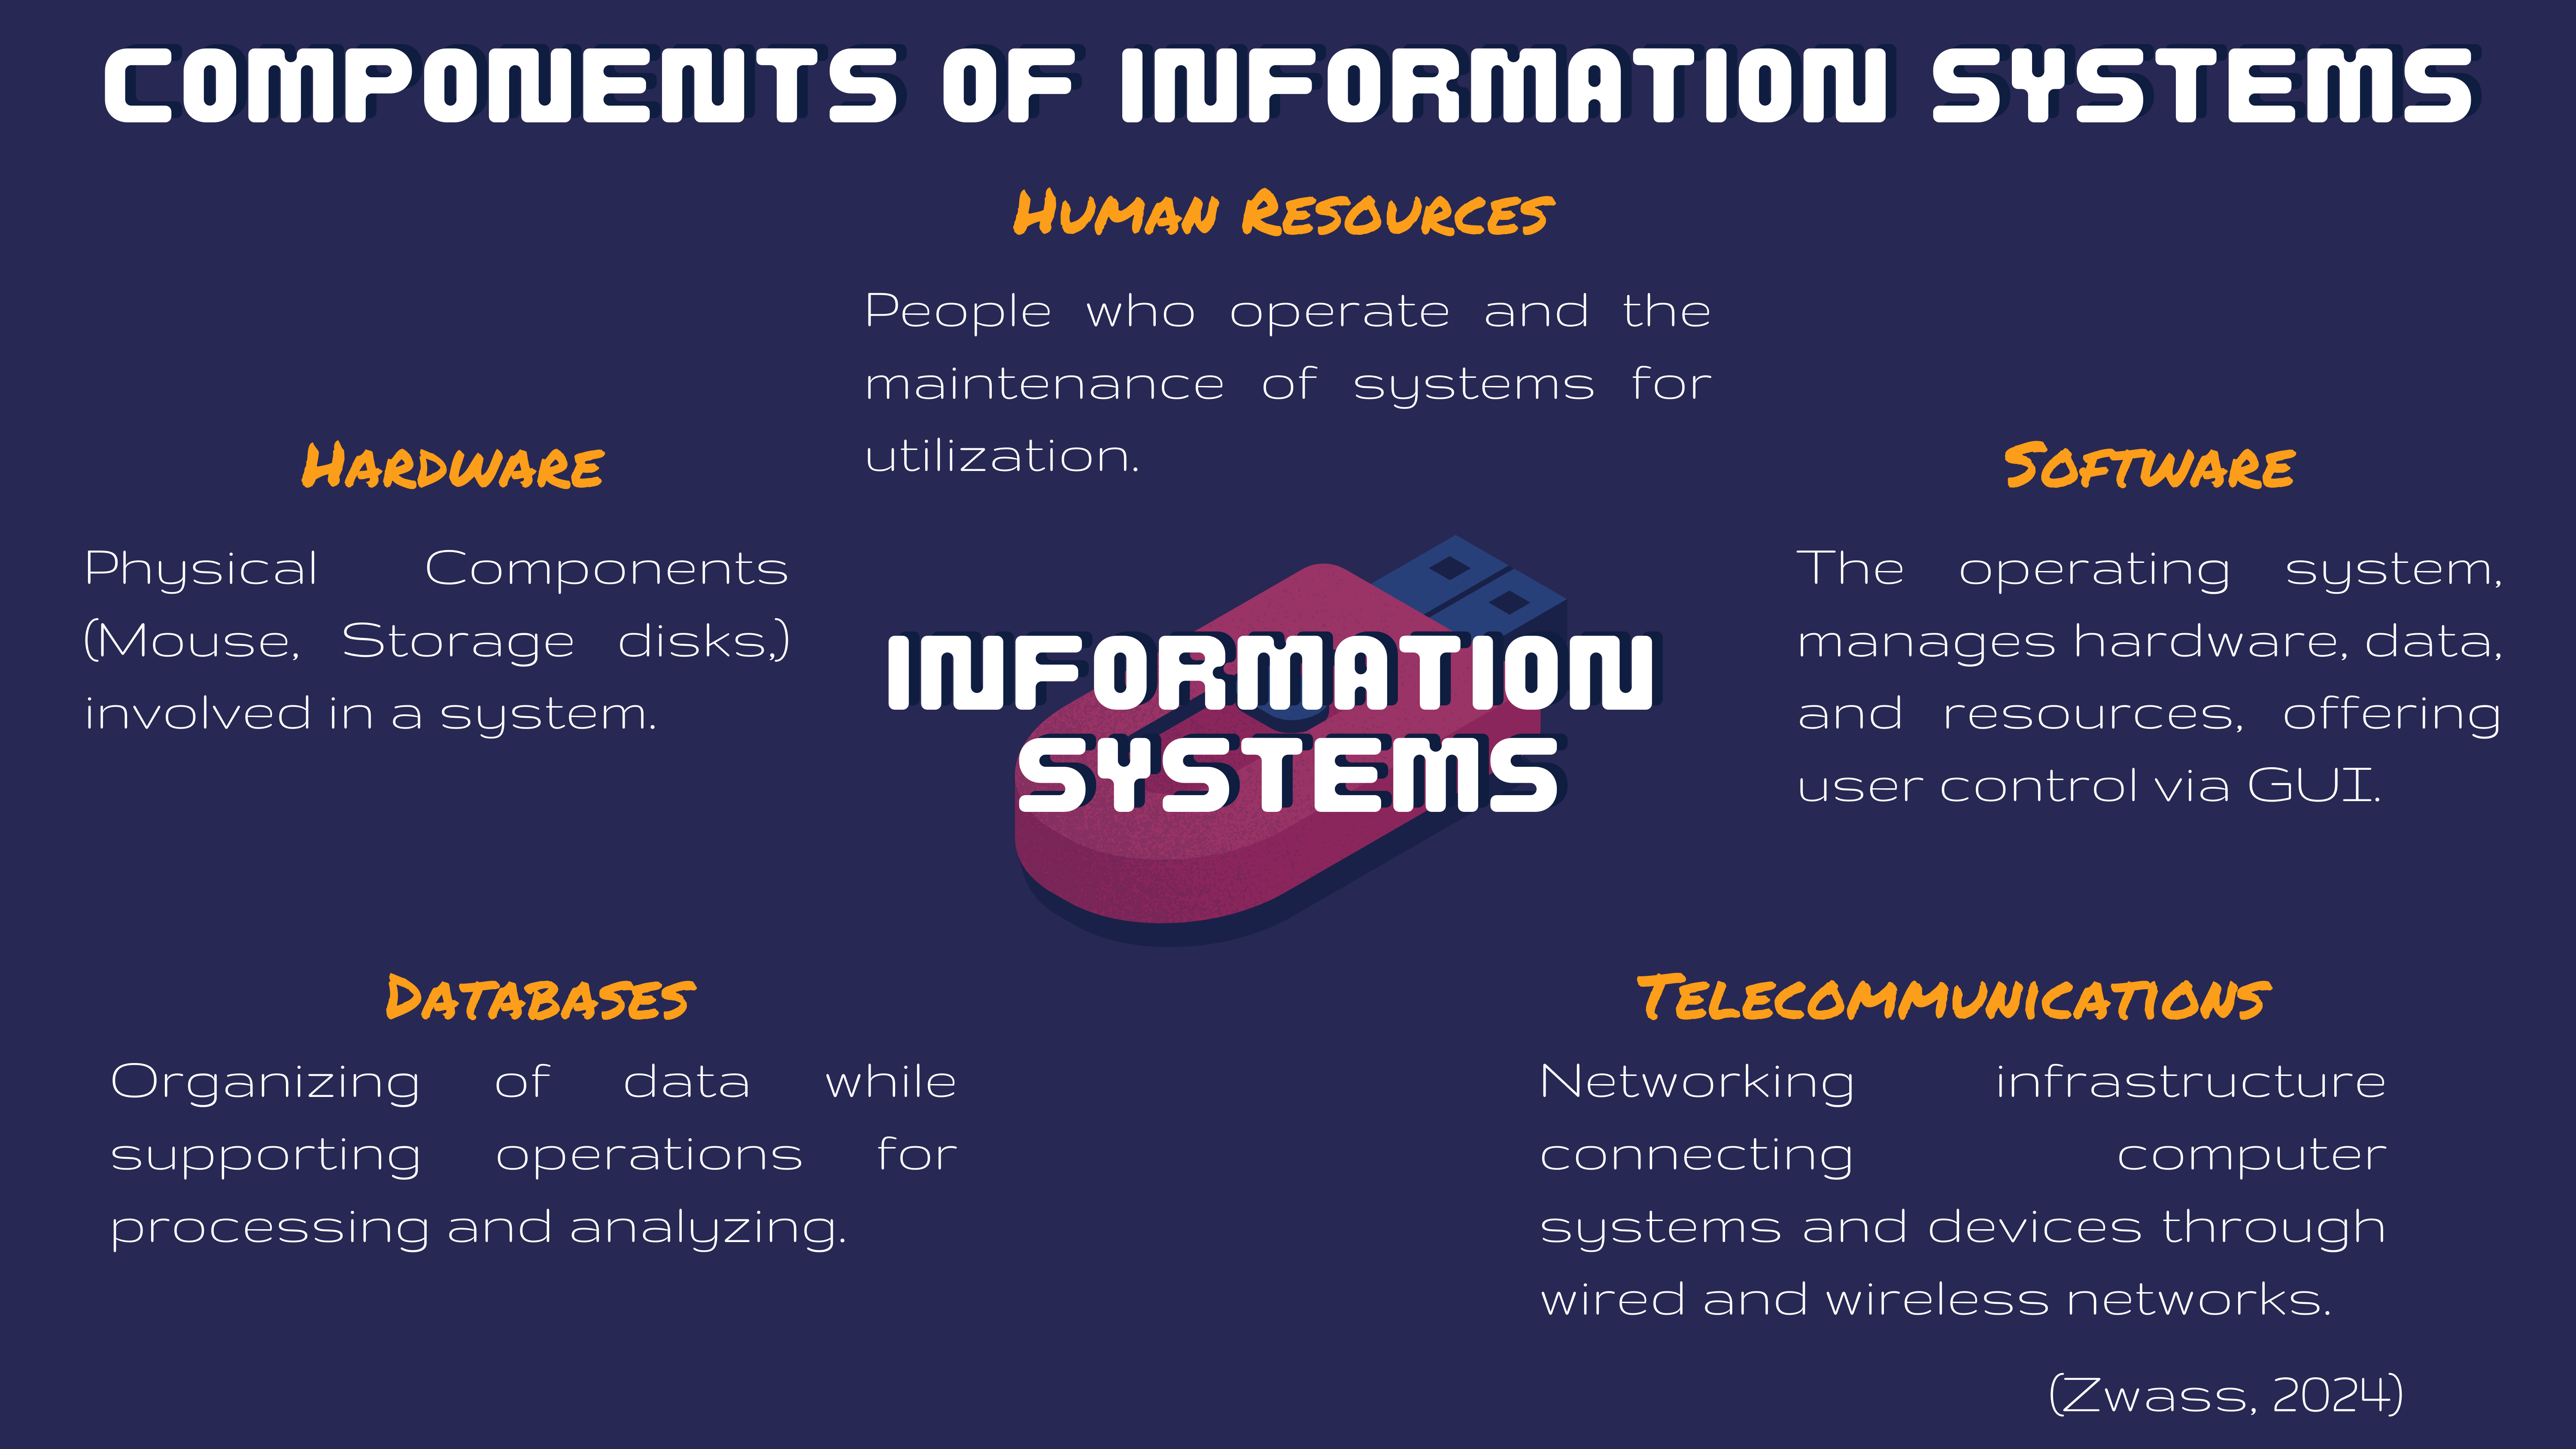 COMPONENTS OF INFORMATION SYSTEMS
HUMAN RESOURCES
People who operate and the
maintenance of systems for
utilization.
HARDWARE
Physical Components
(Mouse, Storage disks,)
involved in a system.
SOFTWARE
The operating system,
manages hardware, data,
and resources, offering
user control via GUI.
INFORMATION
SYSTEMS
DATABASES
Organizing of data while
supporting operations for
processing and analyzing.
TELECOMMUNICATIONS
Networking infrastructure
connecting computer
systems and devices through
wired and wireless networks.
(Zwass, 2024)